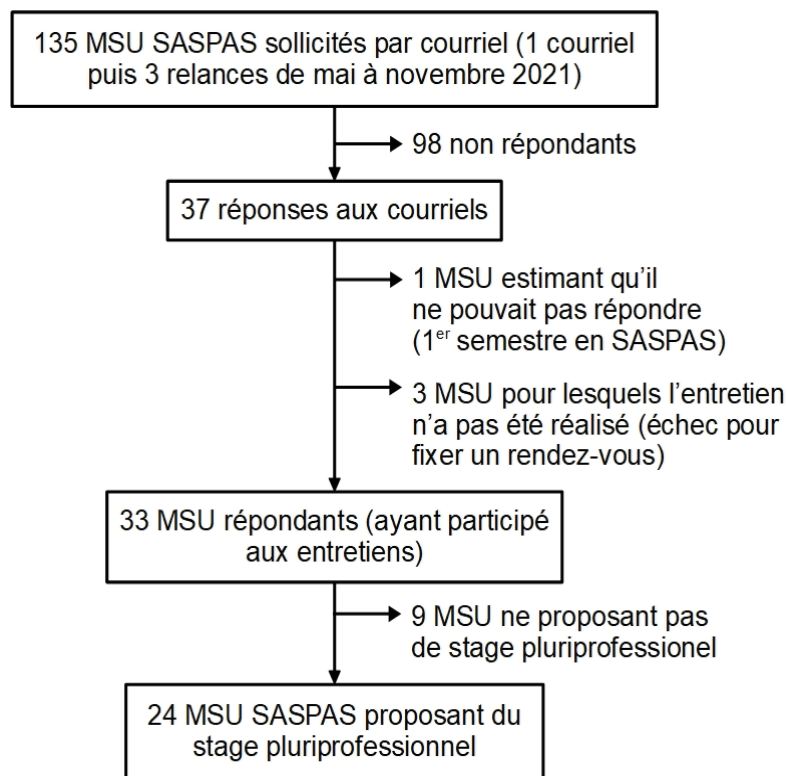 135 MSU SASPAS sollicités par courriel (1 courriel
puis 3 relances de mai à novembre 2021)
98 non répondants
37 réponses aux courriels
1 MSU estimant qu'il
ne pouvait pas répondre
(1er semestre en SASPAS)
3 MSU pour lesquels l'entretien
n'a pas été réalisé (échec pour
fixer un rendez-vous)
33 MSU répondants (ayant participé
aux entretiens)
9 MSU ne proposant pas
de stage pluriprofessionel
24 MSU SASPAS proposant du
stage pluriprofessionnel